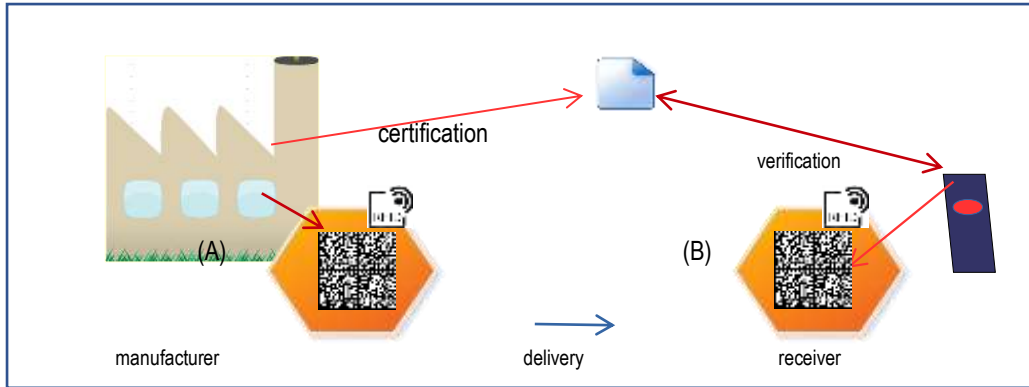 certification
verification
(A)
(B)
manufacturer
delivery
receiver